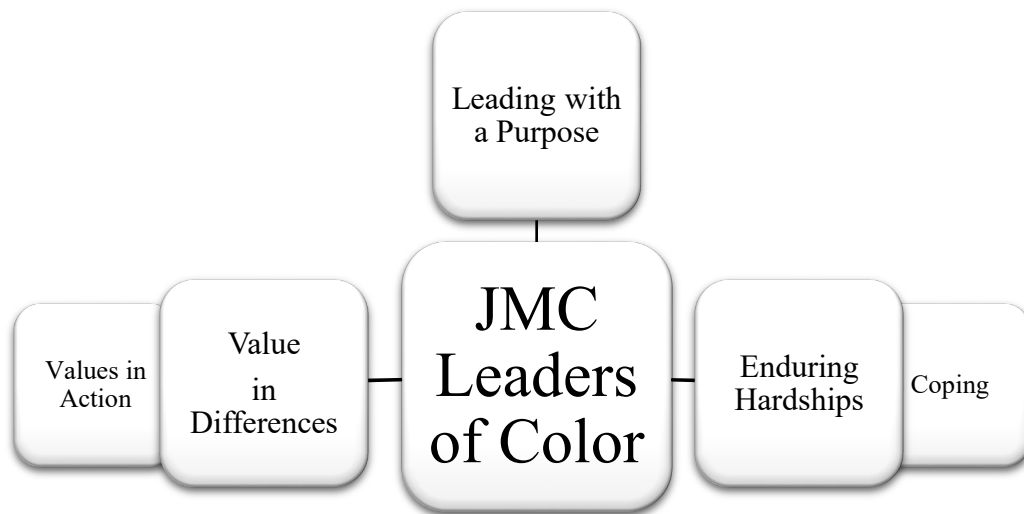 Leading with
a Purpose
JMC
Leaders
of Color
Values in
Action
Value
in
Differences
Enduring
Hardships
Coping